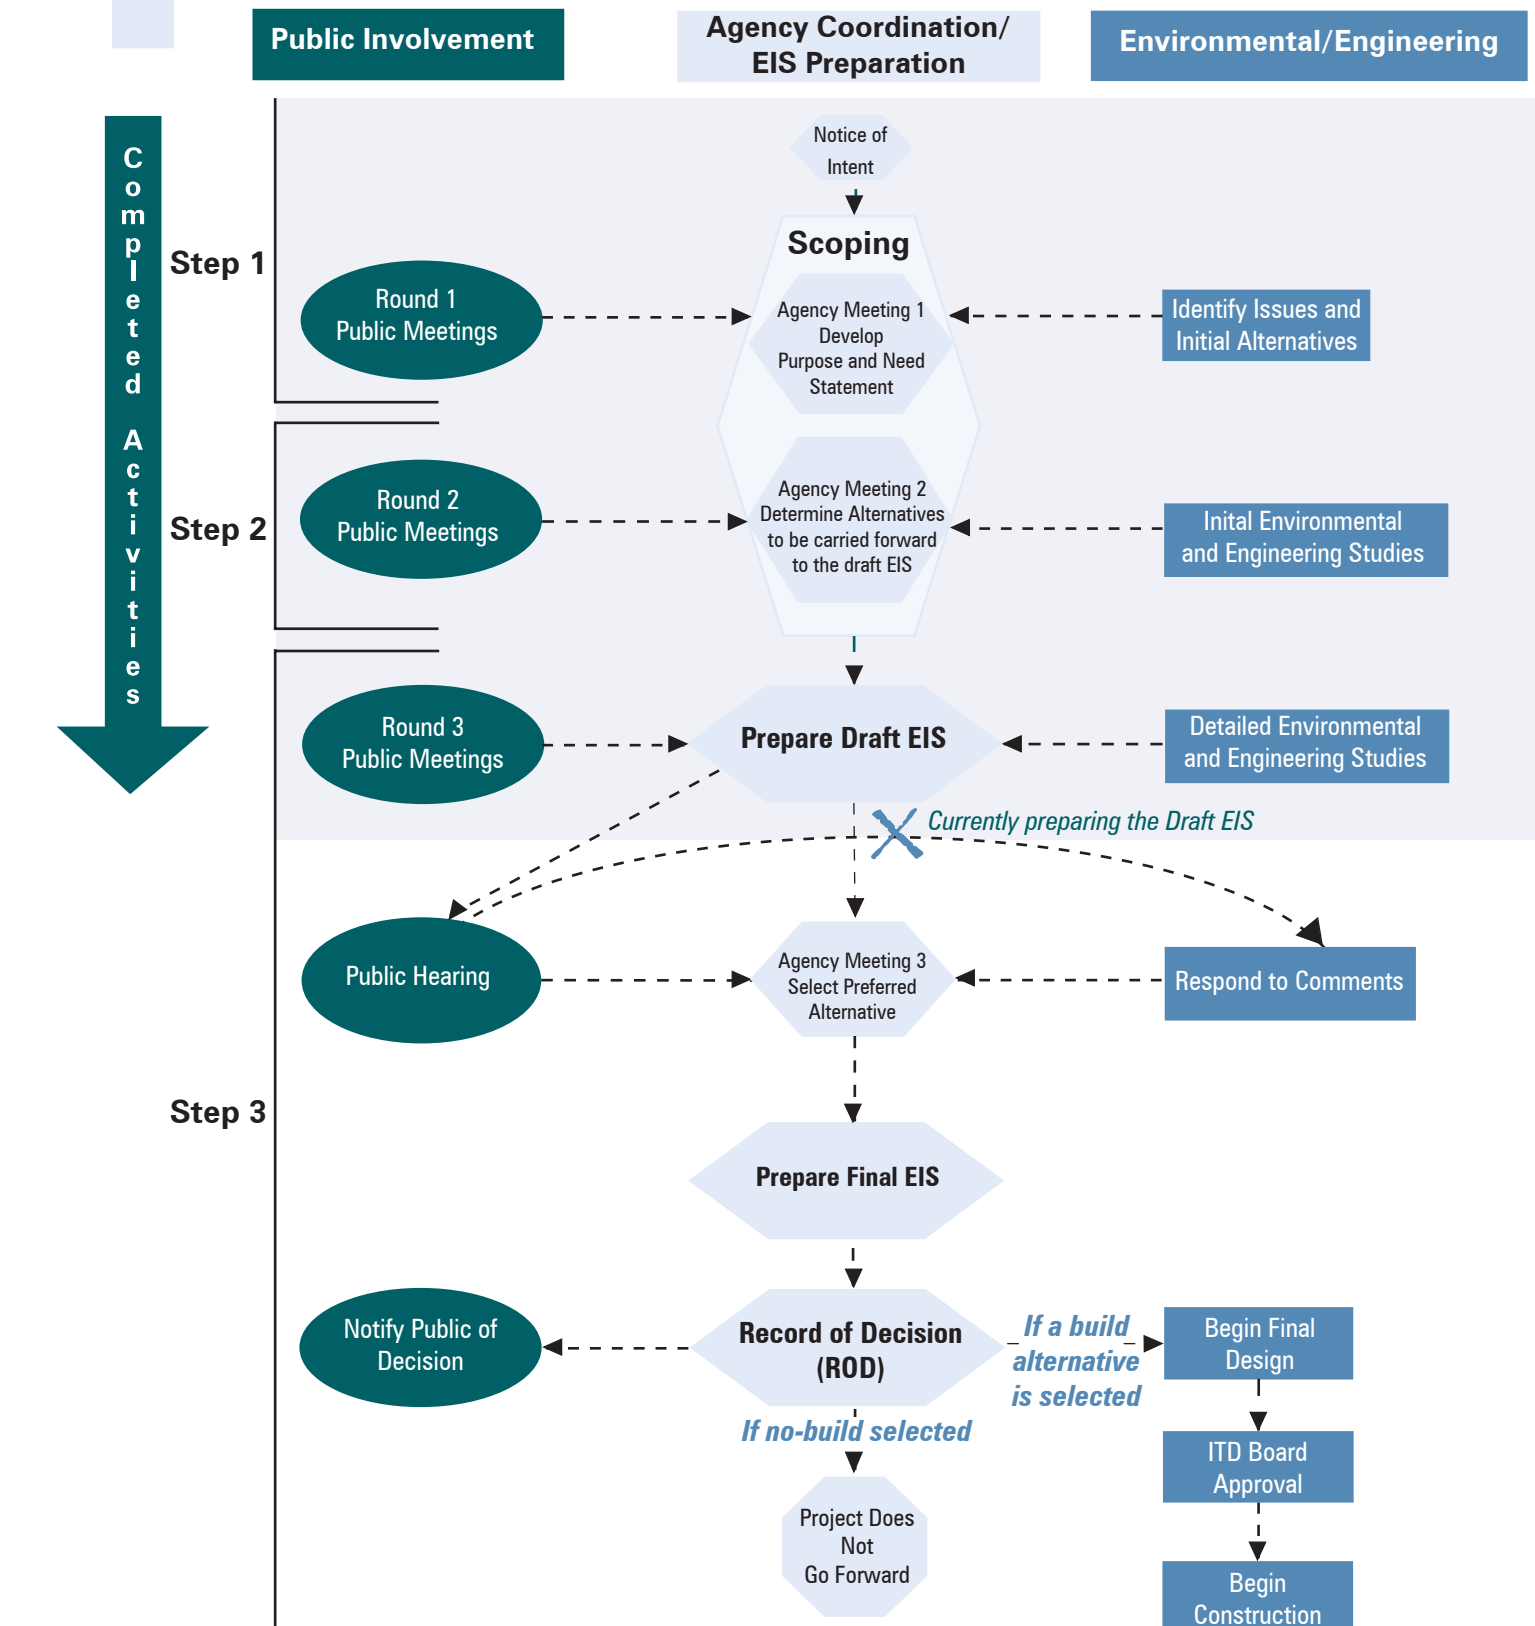 Public Involvement
Agency Coordination/
EIS Preparation
Environmental/Engineering
Completed Activities
Notice of
Intent
Step 1
Scoping
Round 1
Public Meetings
Agency Meeting 1
Develop
Purpose and Need
Statement
Identify Issues and
Initial Alternatives
Step 2
Round 2
Public Meetings
Agency Meeting 2
Determine Alternatives
to be carried forward
to the draft EIS
Inital Environmental
and Engineering Studies
Round 3
Public Meetings
Prepare Draft EIS
Detailed Environmental
and Engineering Studies
Currently preparing the Draft EIS
Public Hearing
Agency Meeting 3
Select Preferred
Alternative
Respond to Comments
Step 3
Prepare Final EIS
Notify Public of
Decision
Record of Decision
(ROD)
If a build
alternative
is selected
Begin Final
Design
If no-build selected
ITD Board
Approval
Project Does
Not
Go Forward
Begin
Construction